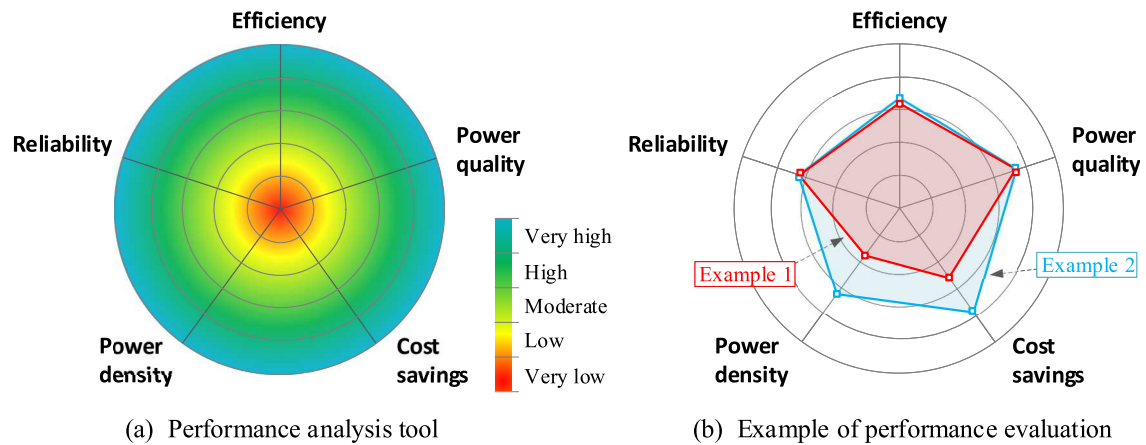 Efficiency
Reliability
Power
quality
Power
density
Cost
savings
Very high
High
Moderate
Low
Very low
(a) Performance analysis tool
Efficiency
Reliability
Power
quality
Example 1
Example 2
Power
density
Cost
savings
(b) Example of performance evaluation